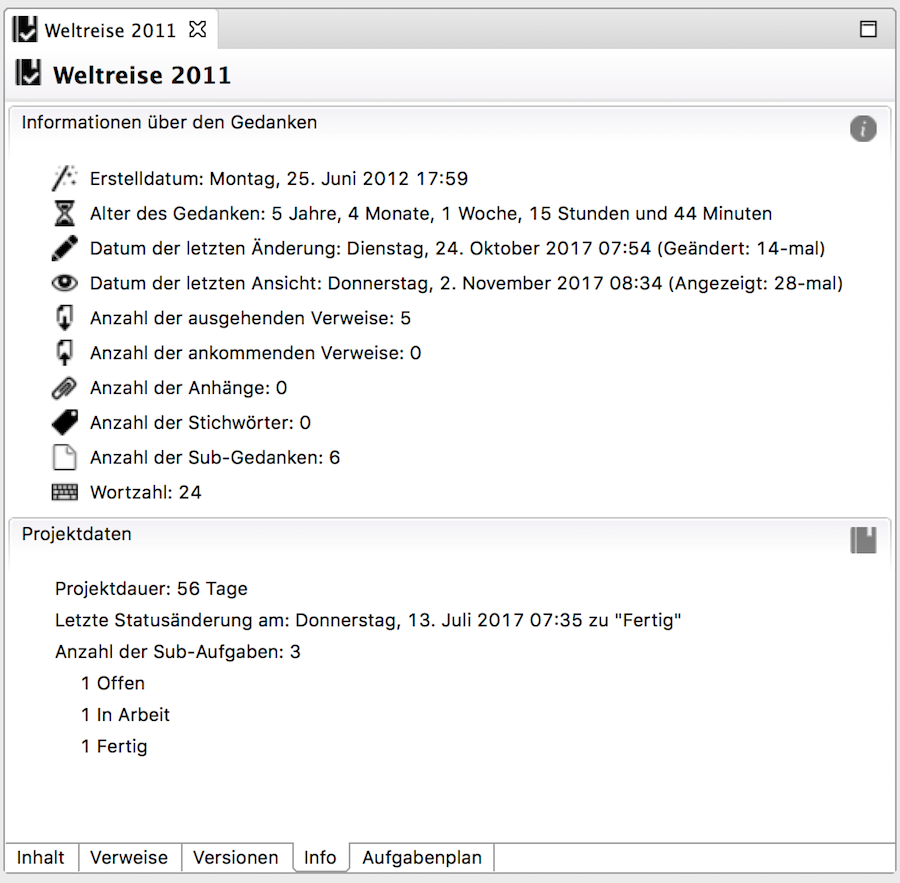 Weltreise 2011
Weltreise 2011
Informationen über den Gedanken
Erstelldatum: Montag, 25. Juni 2012 17:59
Alter des Gedanken: 5 Jahre, 4 Monate, 1 Woche, 15 Stunden und 44 Minuten
Datum der letzten Änderung: Dienstag, 24. Oktober 2017 07:54 (Geändert: 14-mal)
Datum der letzten Ansicht: Donnerstag, 2. November 2017 08:34 (Angezeigt: 28-mal)
Anzahl der ausgehenden Verweise: 5
Anzahl der ankommenden Verweise: 0
Anzahl der Anhänge: 0
Anzahl der Stichwörter: 0
Anzahl der Sub-Gedanken: 6
Wortzahl: 24
Projektdaten
Projektdauer: 56 Tage
Letzte Statusänderung am: Donnerstag, 13. Juli 2017 07:35 zu "Fertig"
Anzahl der Sub-Aufgaben: 3
1 Offen
1 In Arbeit
1 Fertig
Inhalt Verweise Versionen Info Aufgabenplan